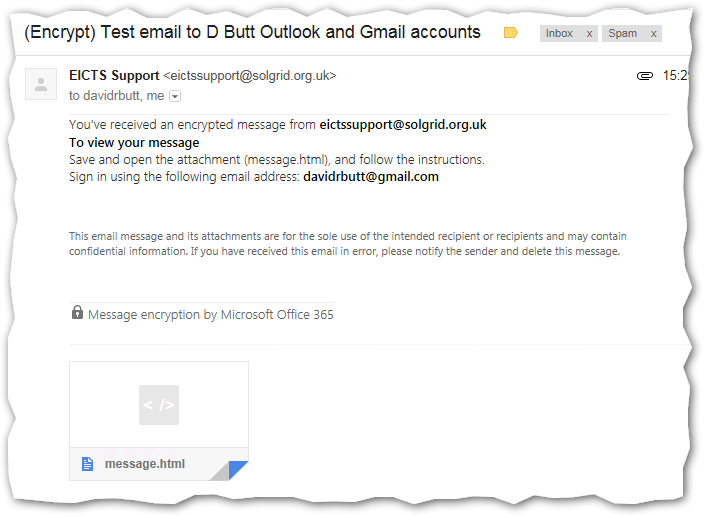 (Encrypt) Test email to D Butt Outlook and Gmail accounts
Inbox x Spam x
EICTS Support <eictssupport@solgrid.org.uk>
to davidrbutt, me
You've received an encrypted message from eictssupport@solgrid.org.uk
To view your message
Save and open the attachment (message.html), and follow the instructions.
Sign in using the following email address: davidrbutt@gmail.com
This email message and its attachments are for the sole use of the intended recipient or recipients and may contain
confidential information. If you have received this email in error, please notify the sender and delete this message.
Message encryption by Microsoft Office 365
< />
message.html